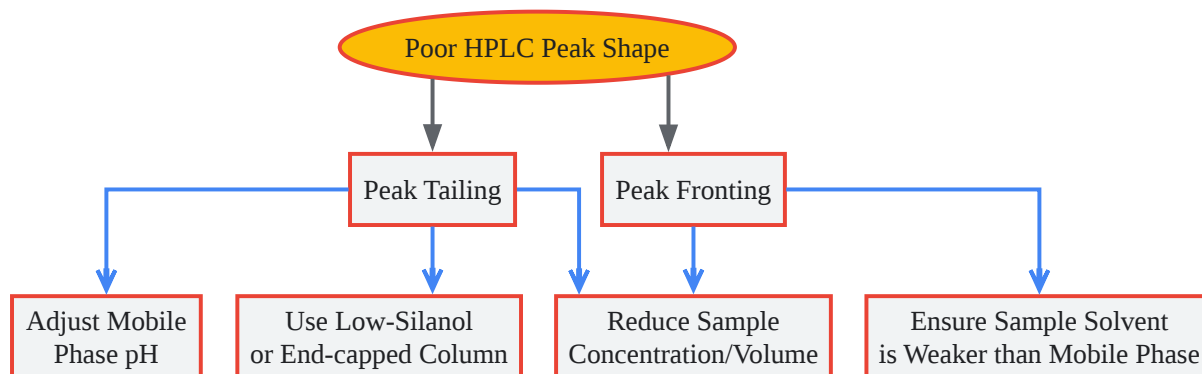 Poor HPLC Peak Shape
Peak Tailing
Peak Fronting
Adjust Mobile
Phase pH
Use Low-Silanol
or End-capped Column
Reduce Sample
Concentration/Volume
Ensure Sample Solvent
is Weaker than Mobile Phase